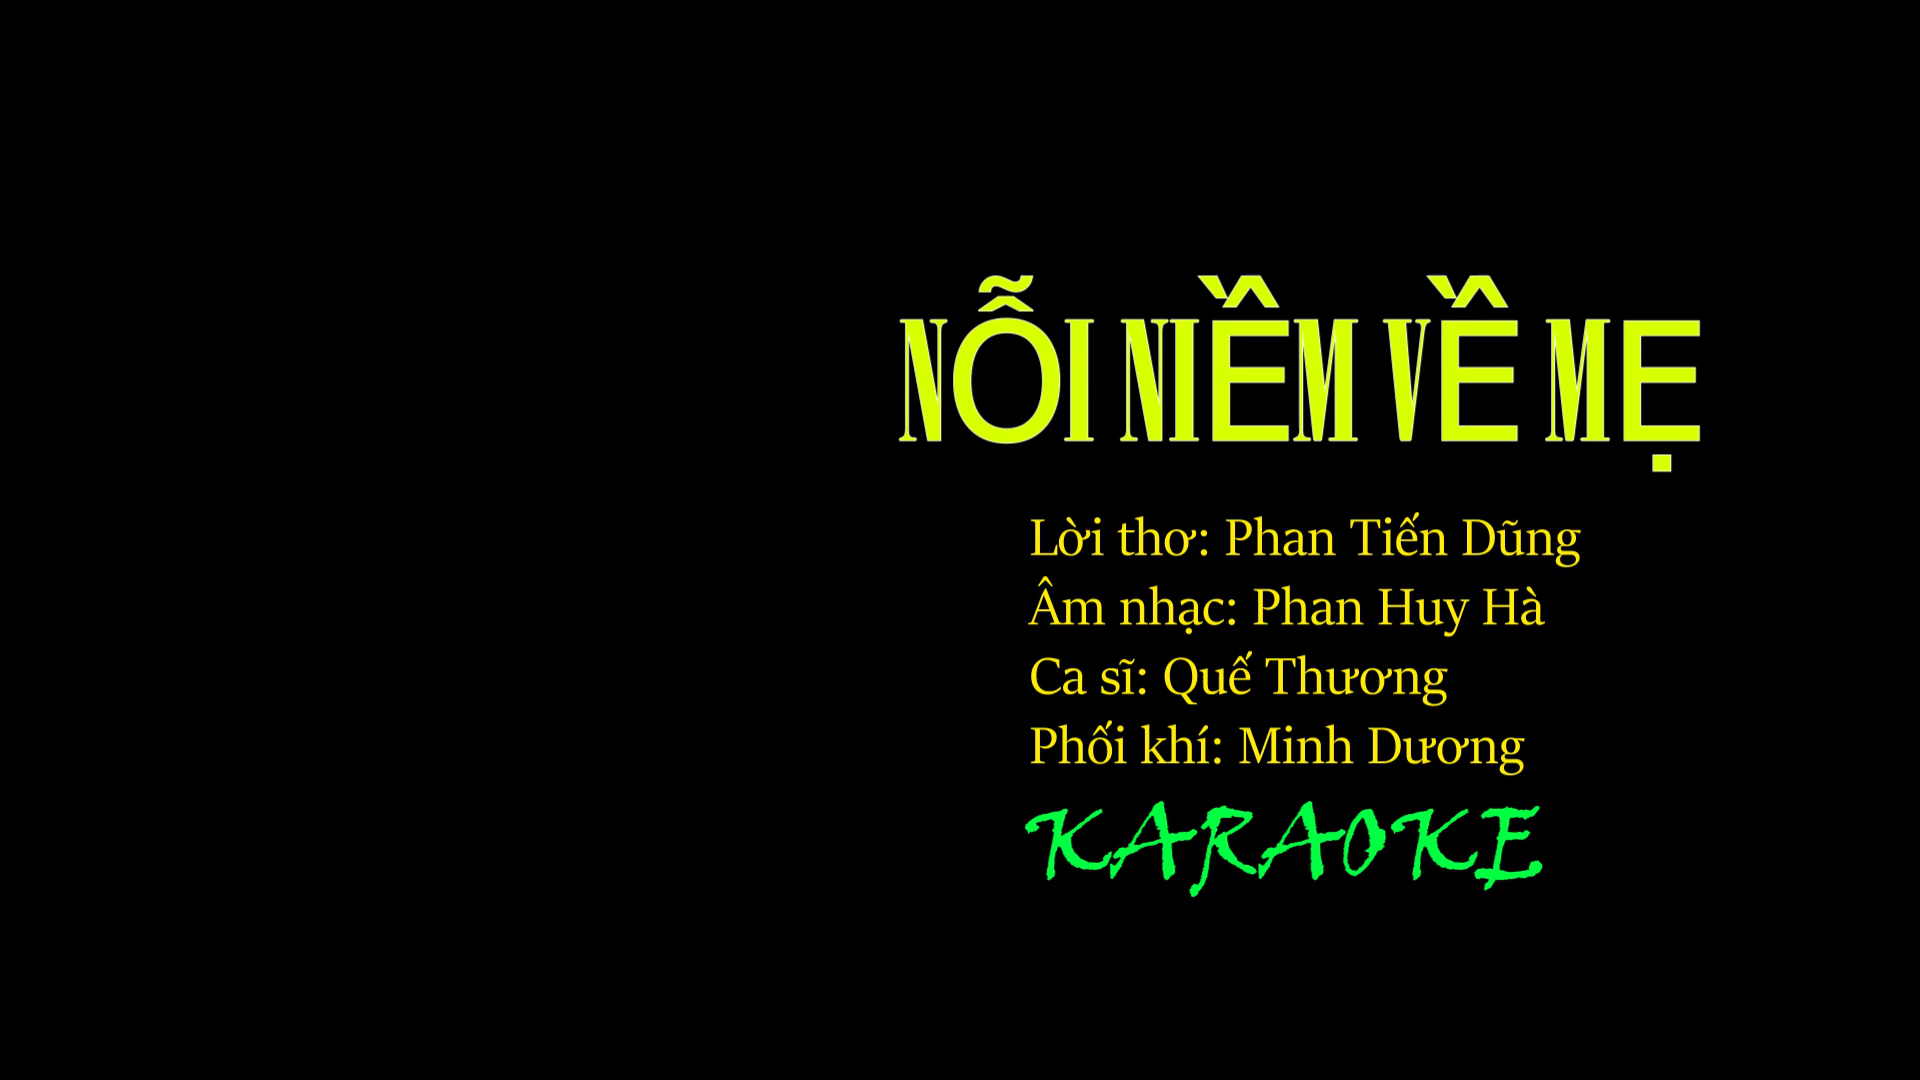 NỖI NIỀM VỀ MẸ
Lời thơ: Phan Tiến Dũng
Âm nhạc: Phan Huy Hà
Ca sĩ: Quế Thương
Phối khí: Minh Dương
KARAOKE